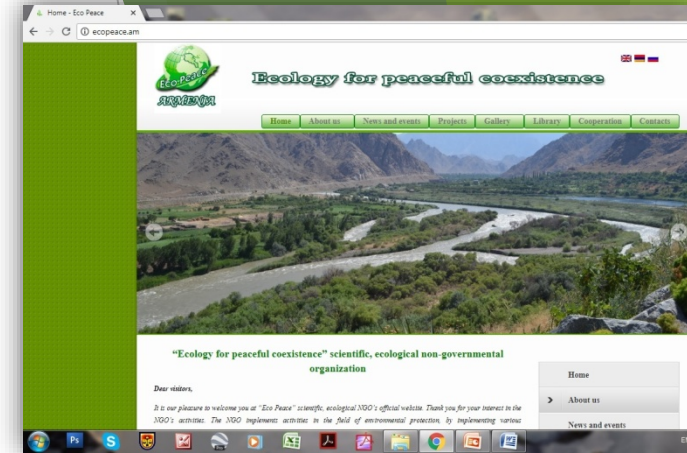 Home - Eco Peace
ecopeace.am
ECO-Peace
ARMENIA
Ecology for peaceful coexistence
Home About us News and events Projects Gallery Library Cooperation Contacts
“Ecology for peaceful coexistence” scientific, ecological non-governmental
organization
Dear visitors,
It is our pleasure to welcome you at “Eco Peace” scientific, ecological NGO’s official website. Thank you for your interest in the
NGO’s activities. The NGO implements activities in the field of environmental protection, by implementing various
Home
About us
News and events
Ps
EN